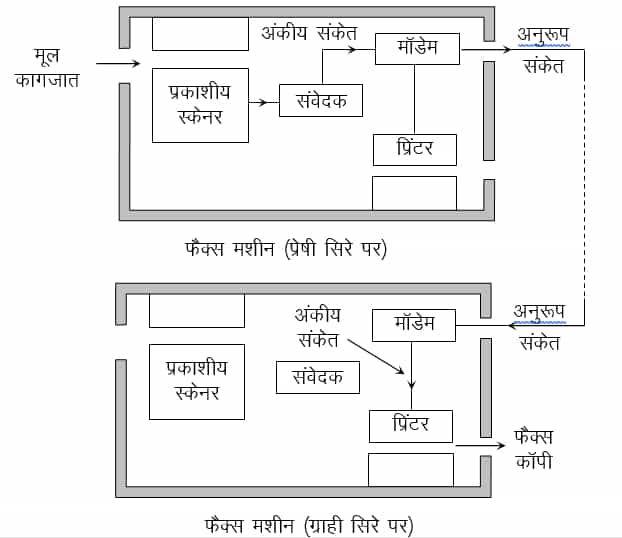 अंकीय संकेत
मॉडेम
अनुरूप
संकेत
मूल
कागजात
प्रकाशीय
स्केनर
संवेदक
प्रिंटर
फैक्स मशीन (प्रेषी सिरे पर)
अंकीय
संकेत
मॉडेम
अनुरूप
संकेत
प्रकाशीय
स्केनर
संवेदक
प्रिंटर
फैक्स
कॉपी
फैक्स मशीन (ग्राही सिरे पर)